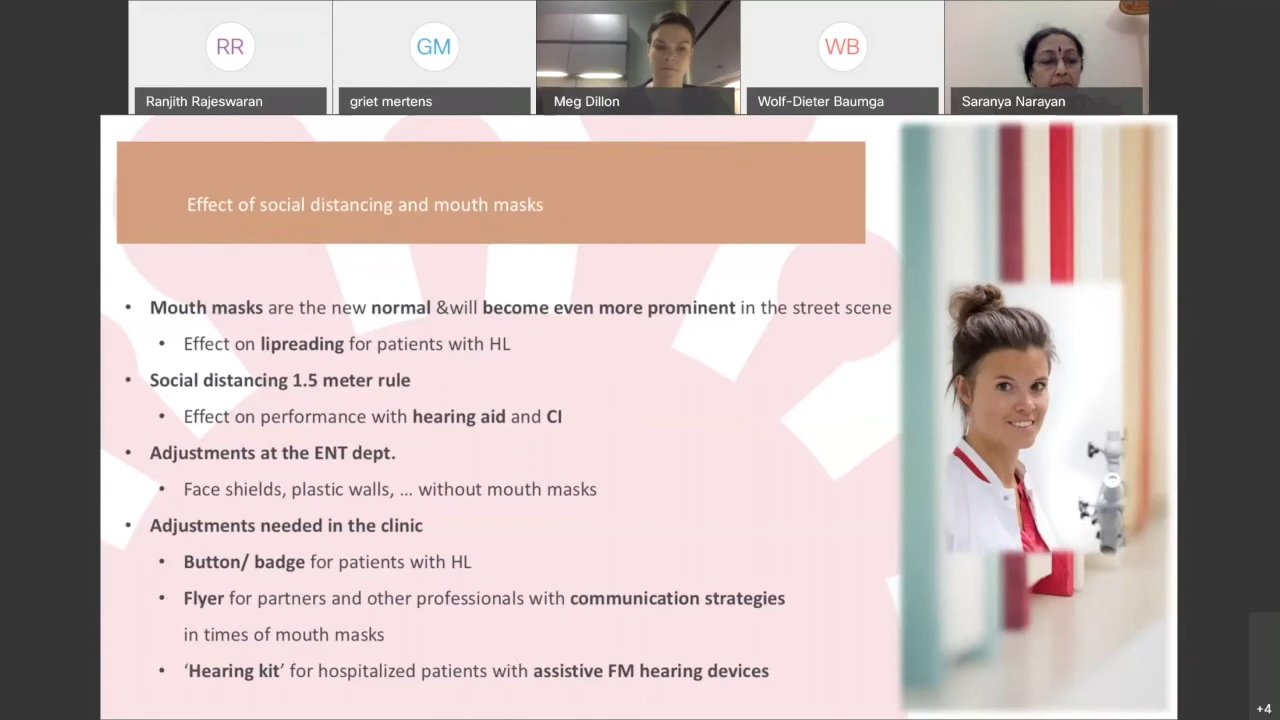 RR
GM
WB
Ranjith Rajeswaran
griet mertens
Meg Dillon
Wolf-Dieter Baumga
Saranya Narayan
Effect of social distancing and mouth masks
• Mouth masks are the new normal &will become even more prominent in the street scene
• Effect on lipreading for patients with HL
• Social distancing 1.5 meter rule
• Effect on performance with hearing aid and CI
• Adjustments at the ENT dept.
• Face shields, plastic walls, … without mouth masks
• Adjustments needed in the clinic
• Button/ badge for patients with HL
• Flyer for partners and other professionals with communication strategies
in times of mouth masks
• ‘Hearing kit’ for hospitalized patients with assistive FM hearing devices
+4